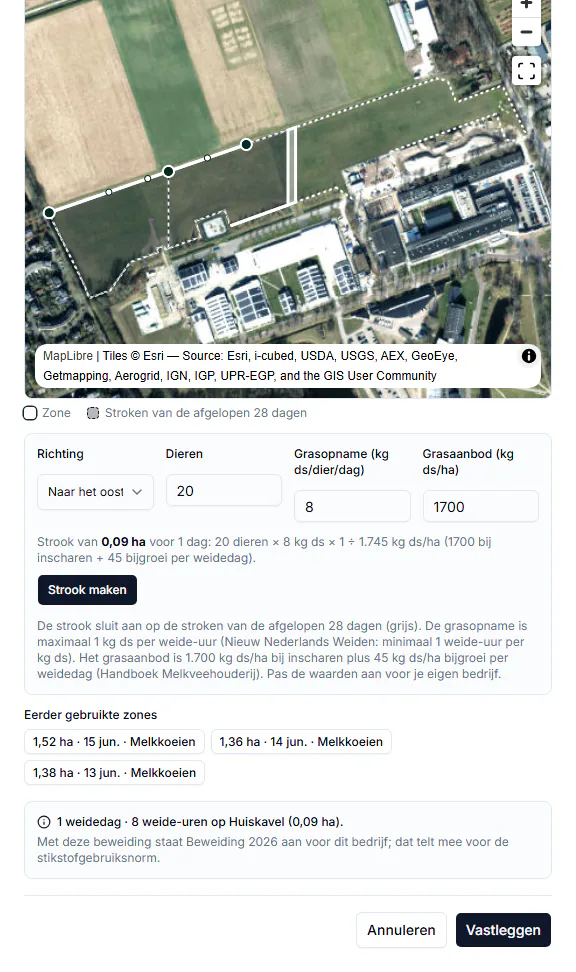 MapLibre | Tiles © Esri — Source: Esri, i-cubed, USDA, USGS, AEX, GeoEye,
Getmapping, Aerogrid, IGN, IGP, UPR-EGP, and the GIS User Community
Zone Stroken van de afgelopen 28 dagen
Richting Dieren Grasopname (kg ds/dier/dag) Grasaanbod (kg ds/ha)
Naar het oost 20 8 1700
Strook van 0,09 ha voor 1 dag: 20 dieren × 8 kg ds × 1 ÷ 1.745 kg ds/ha (1700 bij
inscharen + 45 bijgroei per weidedag).
Strook maken
De strook sluit aan op de stroken van de afgelopen 28 dagen (grijs). De grasopname is
maximaal 1 kg ds per weide-uur (Nieuw Nederlands Weiden: minimaal 1 weide-uur per
kg ds). Het grasaanbod is 1.700 kg ds/ha bij inscharen plus 45 kg ds/ha bijgroei per
weidedag (Handboek Melkveehouderij). Pas de waarden aan voor je eigen bedrijf.
Eerder gebruikte zones
1,52 ha · 15 jun. · Melkkoeien 1,36 ha · 14 jun. · Melkkoeien
1,38 ha · 13 jun. · Melkkoeien
1 weidedag · 8 weide-uren op Huiskavel (0,09 ha).
Met deze beweiding staat Beweiding 2026 aan voor dit bedrijf; dat telt mee voor de
stikstofgebruiksnorm.
Annuleren Vastleggen